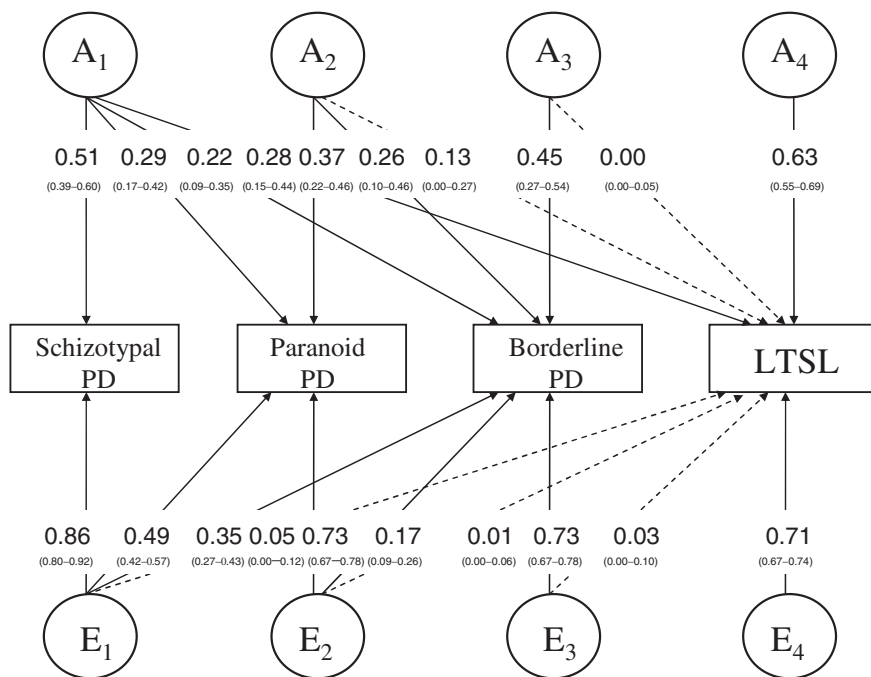 A1 A2 A3 A4
0.51 0.29 0.22 0.28 0.37 0.26 0.13 0.45 0.00 0.63
(0.39–0.60) (0.17–0.42) (0.09–0.35) (0.15–0.44) (0.22–0.46) (0.10–0.46) (0.00–0.27) (0.27–0.54) (0.00–0.05) (0.55–0.69)
Schizotypal Paranoid Borderline LTSL
PD PD PD
0.86 0.49 0.35 0.05 0.73 0.17 0.01 0.73 0.03 0.71
(0.80–0.92) (0.42–0.57) (0.27–0.43) (0.00–0.12) (0.67–0.78) (0.09–0.26) (0.00–0.06) (0.67–0.78) (0.00–0.10) (0.67–0.74)
E1 E2 E3 E4